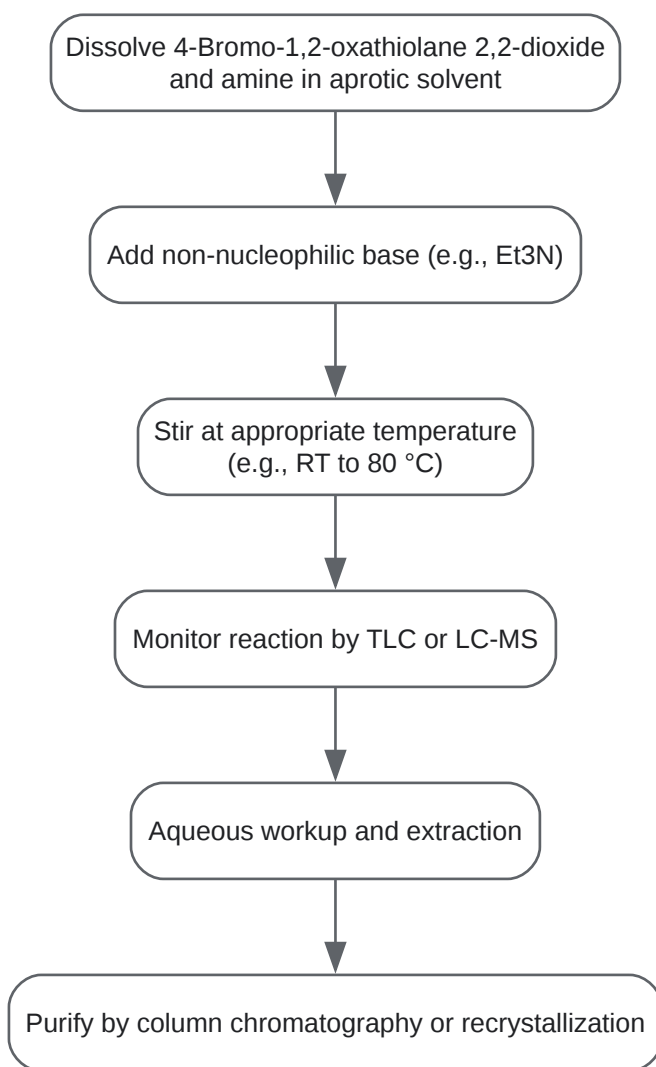 Dissolve 4-Bromo-1,2-oxathiolane 2,2-dioxide
and amine in aprotic solvent
Add non-nucleophilic base (e.g., Et3N)
Stir at appropriate temperature
(e.g., RT to 80 °C)
Monitor reaction by TLC or LC-MS
Aqueous workup and extraction
Purify by column chromatography or recrystallization